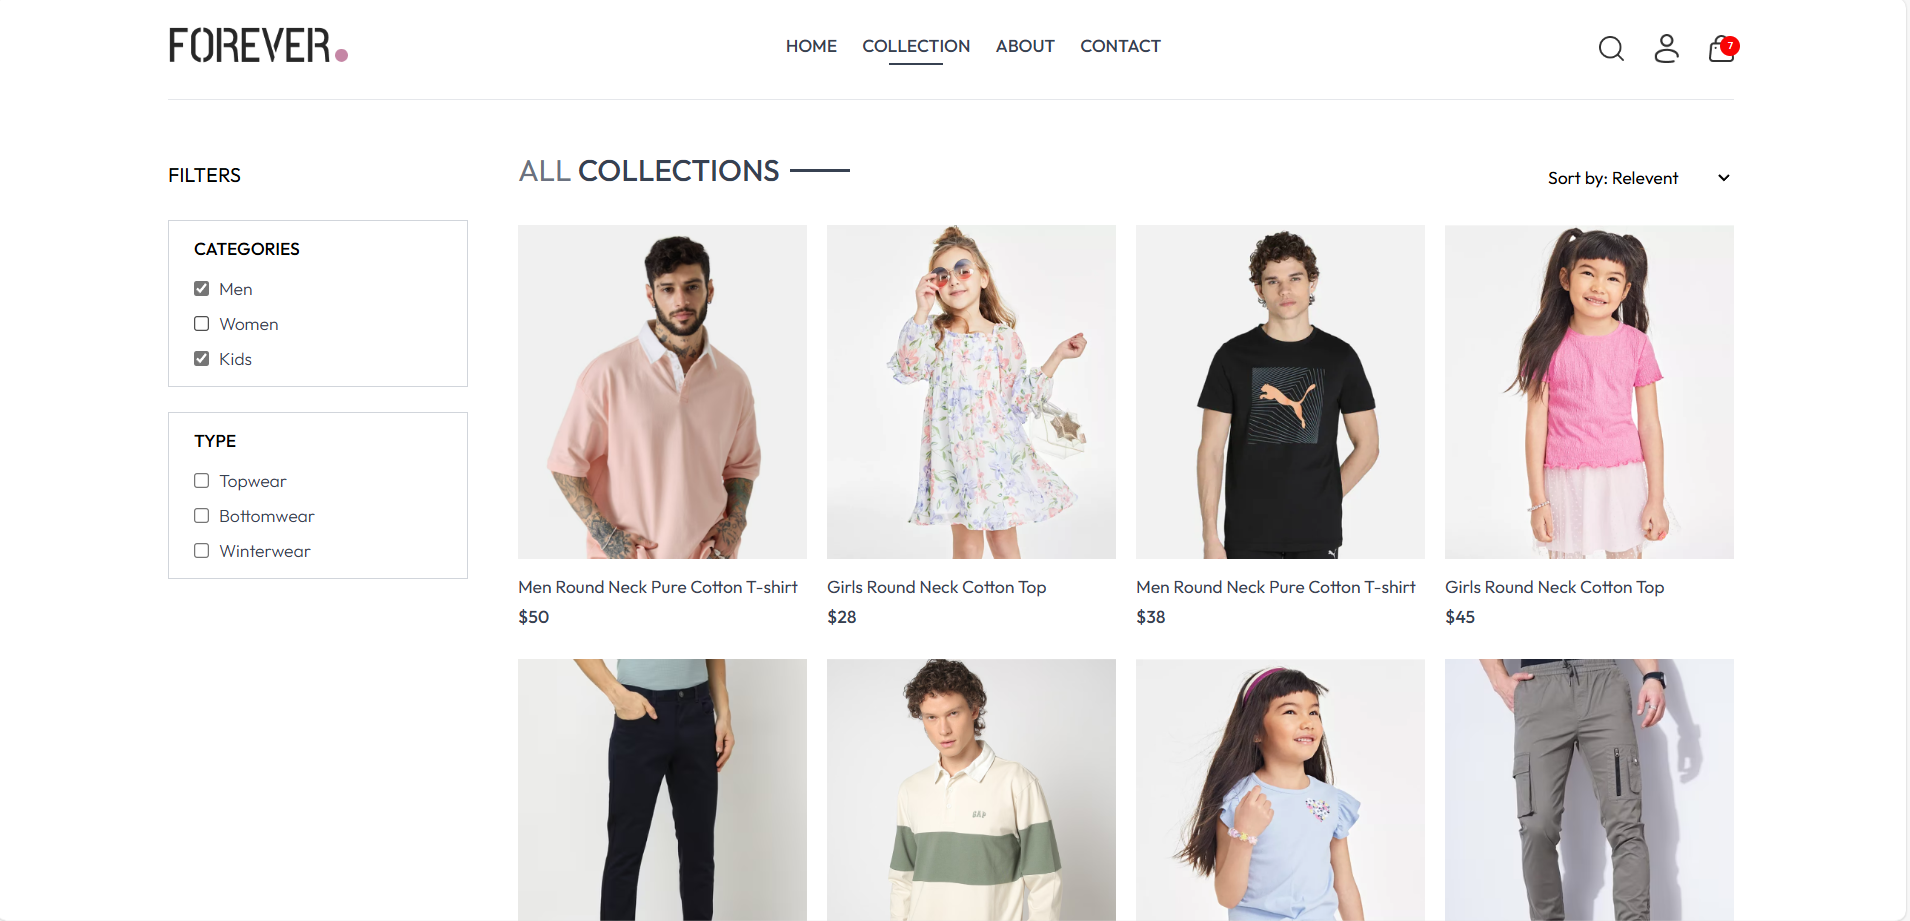 FOREVER.
HOME COLLECTION ABOUT CONTACT
7
FILTERS
CATEGORIES
Men
Women
Kids
TYPE
Topwear
Bottomwear
Winterwear
ALL COLLECTIONS
Sort by: Relevent
Men Round Neck Pure Cotton T-shirt
$50
Girls Round Neck Cotton Top
$28
Men Round Neck Pure Cotton T-shirt
$38
Girls Round Neck Cotton Top
$45
GAP